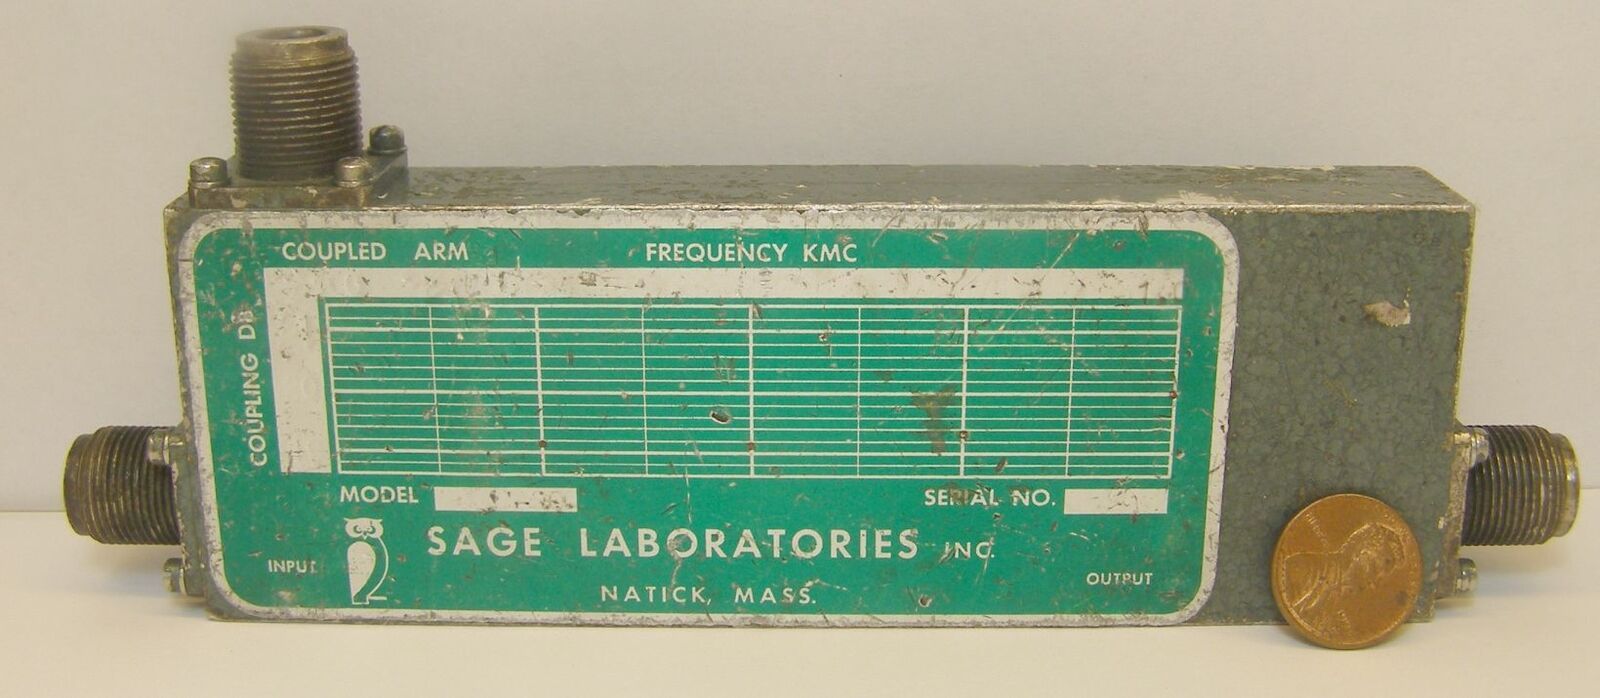 COUPLED ARM FREQUENCY KMC
COUPLING DB
MODEL SERIAL NO.
SAGE LABORATORIES INC.
INPUT OUTPUT
NATICK, MASS.